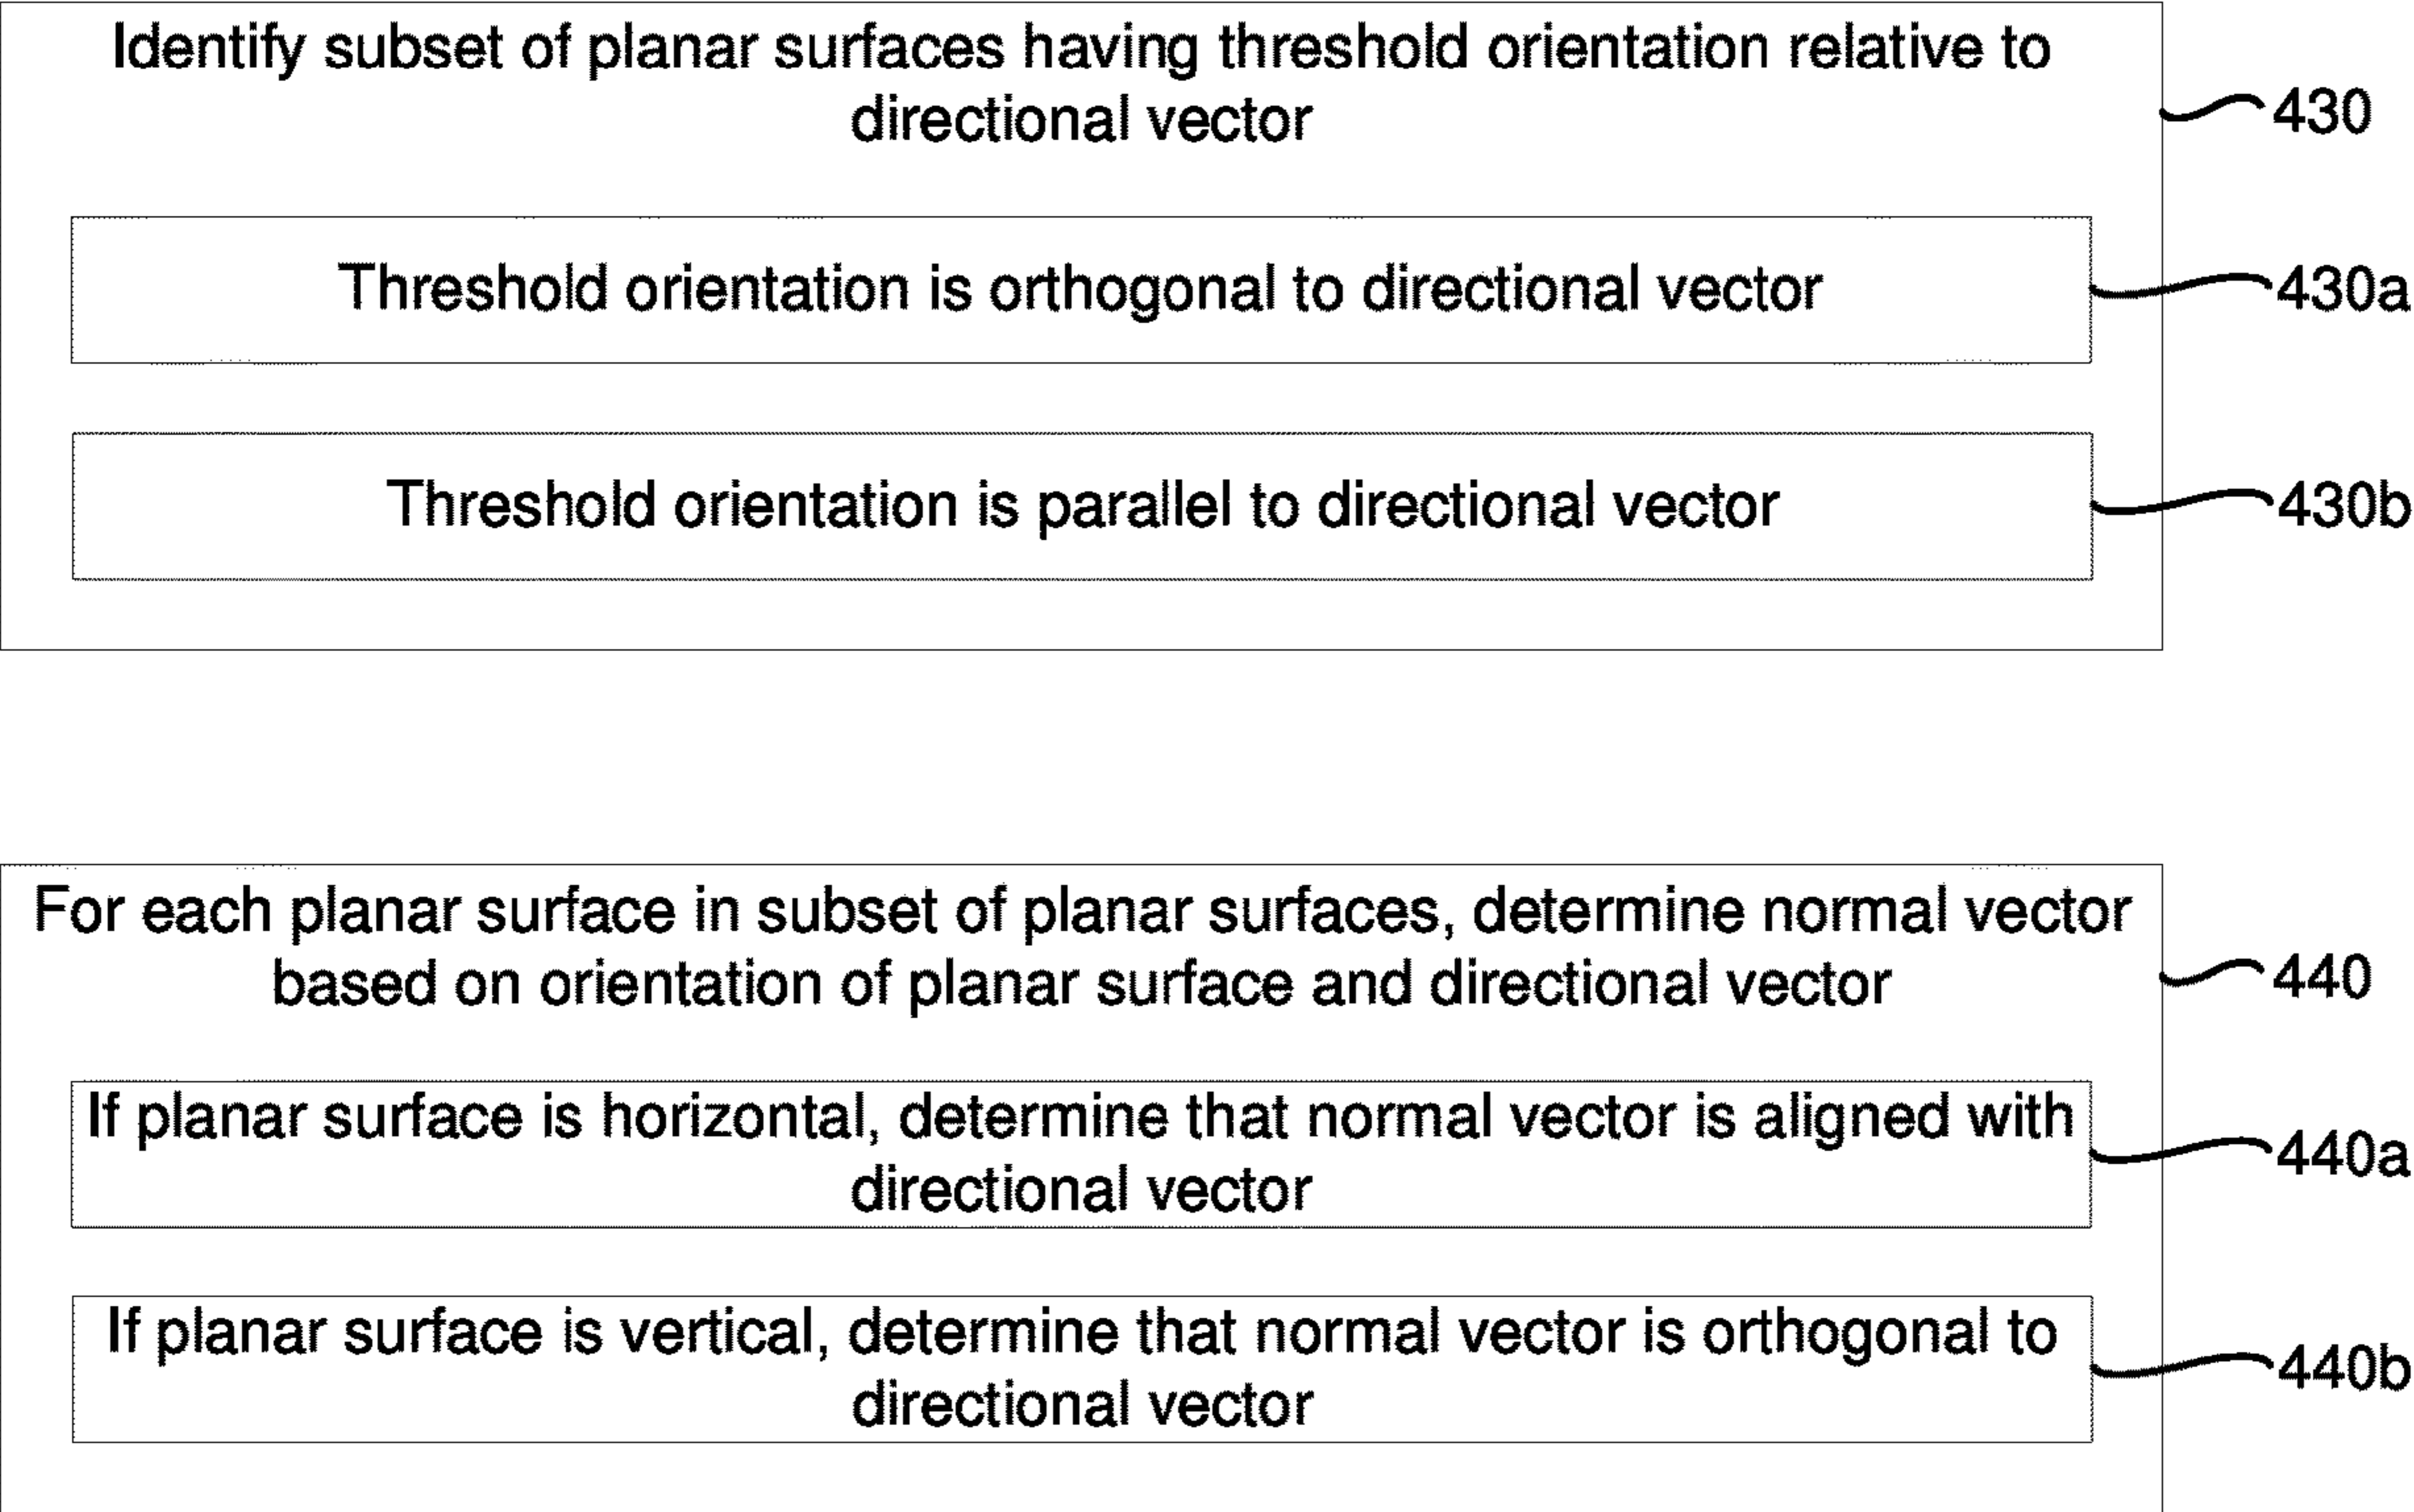 Identify subset of planar surfaces having threshold orientation relative to
directional vector
430
Threshold orientation is orthogonal to directional vector
430a
Threshold orientation is parallel to directional vector
430b
For each planar surface in subset of planar surfaces, determine normal vector
based on orientation of planar surface and directional vector
440
If planar surface is horizontal, determine that normal vector is aligned with
directional vector
440a
If planar surface is vertical, determine that normal vector is orthogonal to
directional vector
440b